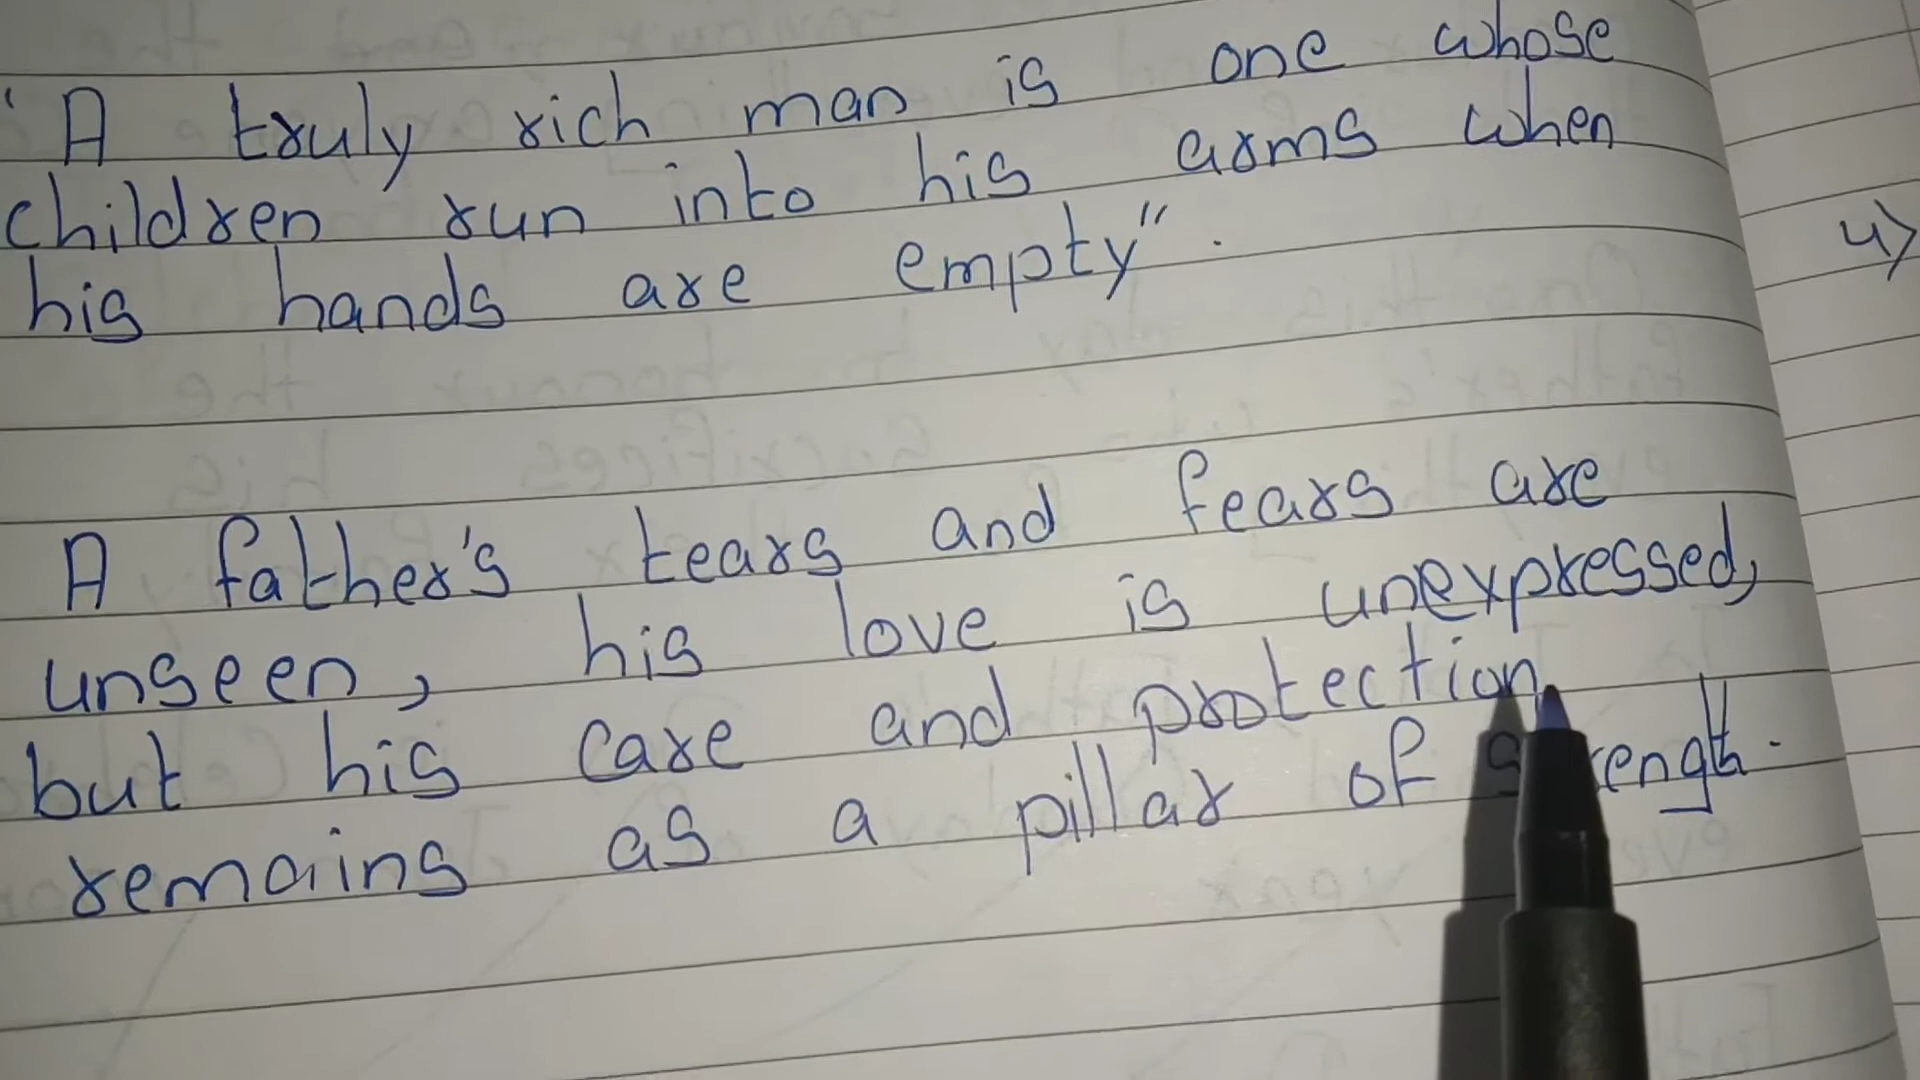 'A truly rich man is one whose
children run into his arms when
his hands are empty".
A father's tears and fears are
unseen, his love is unexpressed,
but his care and protection
remains as a pillar of strength.
4)